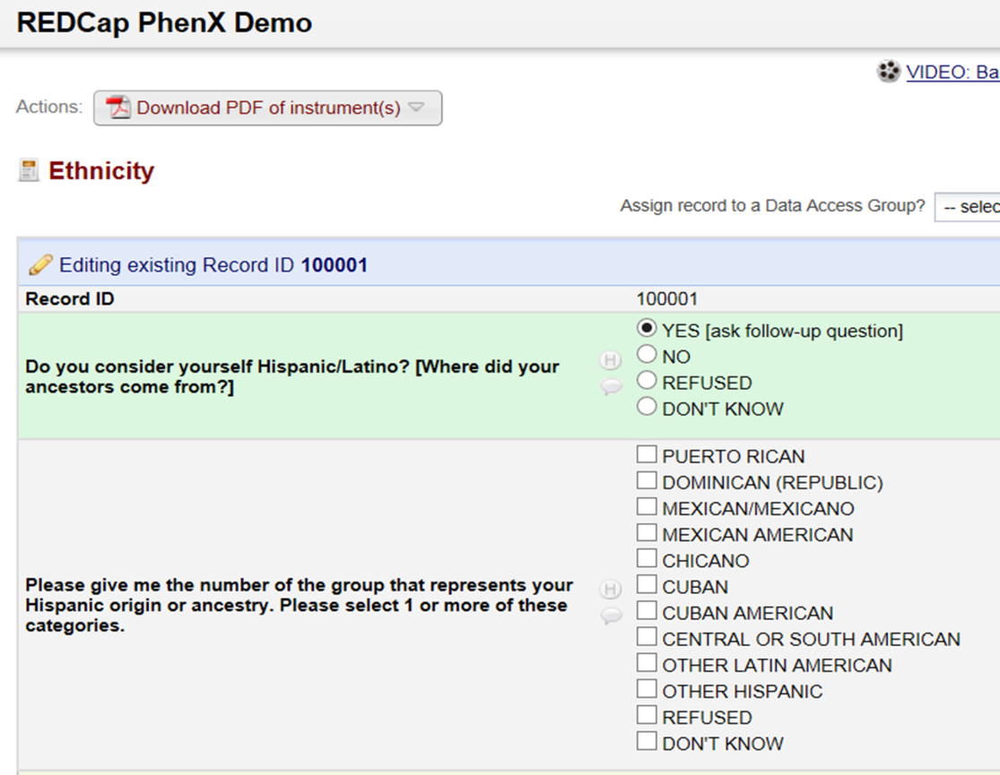 REDCap PhenX Demo
VIDEO: Ba
Actions: Download PDF of instrument(s)
Ethnicity
Assign record to a Data Access Group? -- selec
Editing existing Record ID 100001
Record ID 100001
Do you consider yourself Hispanic/Latino? [Where did your
ancestors come from?]
H
YES [ask follow-up question]
NO
REFUSED
DON'T KNOW
Please give me the number of the group that represents your
Hispanic origin or ancestry. Please select 1 or more of these
categories.
H
PUERTO RICAN
DOMINICAN (REPUBLIC)
MEXICAN/MEXICANO
MEXICAN AMERICAN
CHICANO
CUBAN
CUBAN AMERICAN
CENTRAL OR SOUTH AMERICAN
OTHER LATIN AMERICAN
OTHER HISPANIC
REFUSED
DON'T KNOW